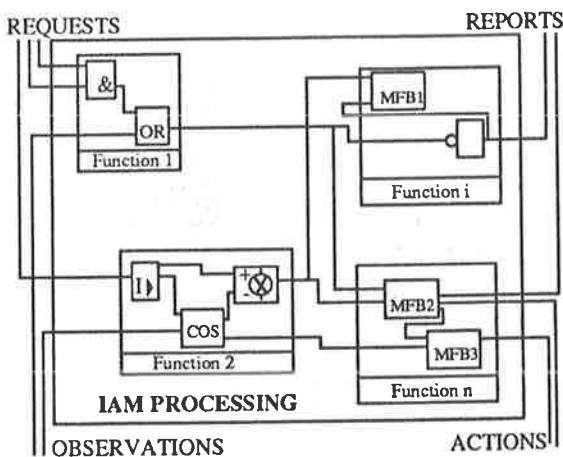 REQUESTS
REPORTS
&
OR
Function 1
MFB1
Function i
I
+
-
COS
Function 2
MFB2
MFB3
Function n
IAM PROCESSING
OBSERVATIONS
ACTIONS